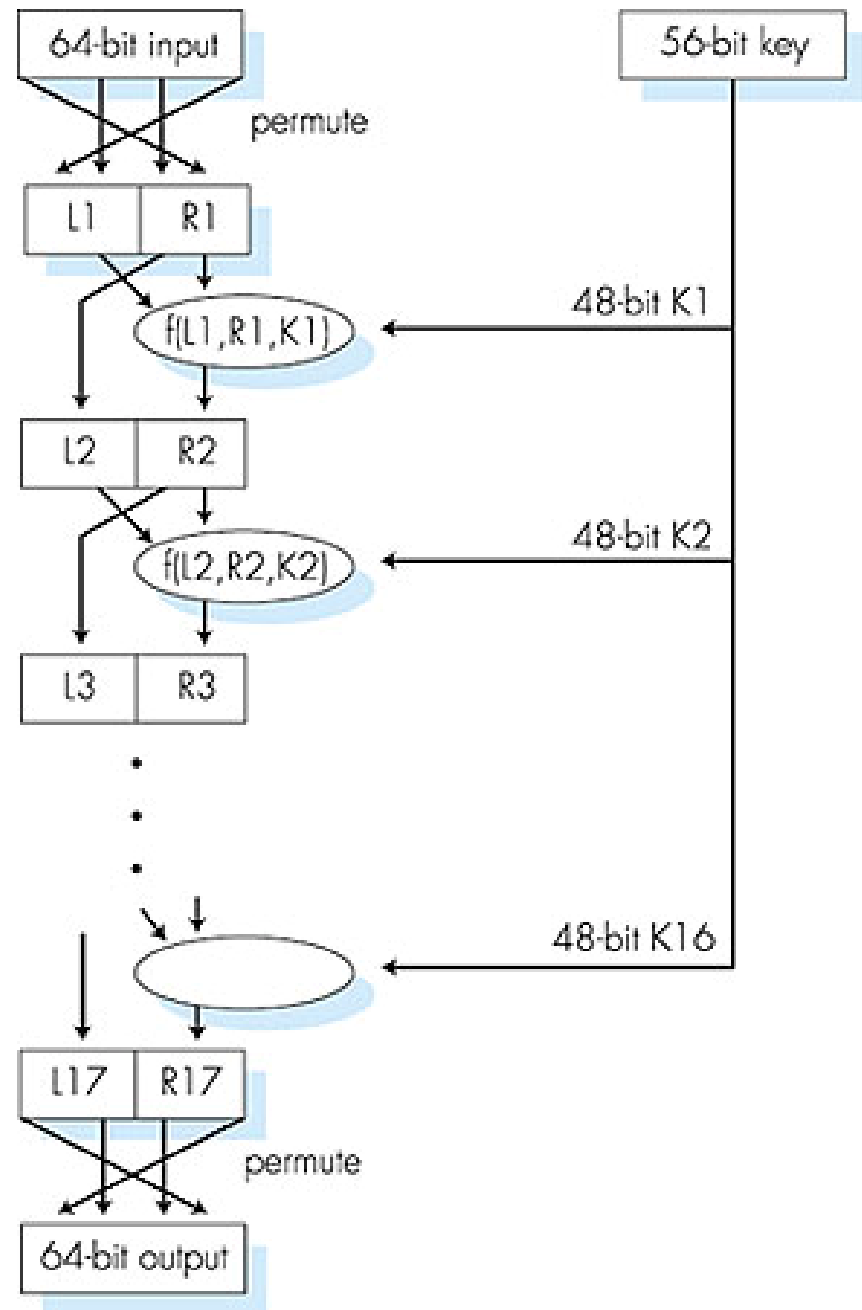 64-bit input
56-bit key
permute
L1 R1
48-bit K1
f(L1,R1,K1)
L2 R2
48-bit K2
f(L2,R2,K2)
L3 R3
48-bit K16
L17 R17
permute
64-bit output